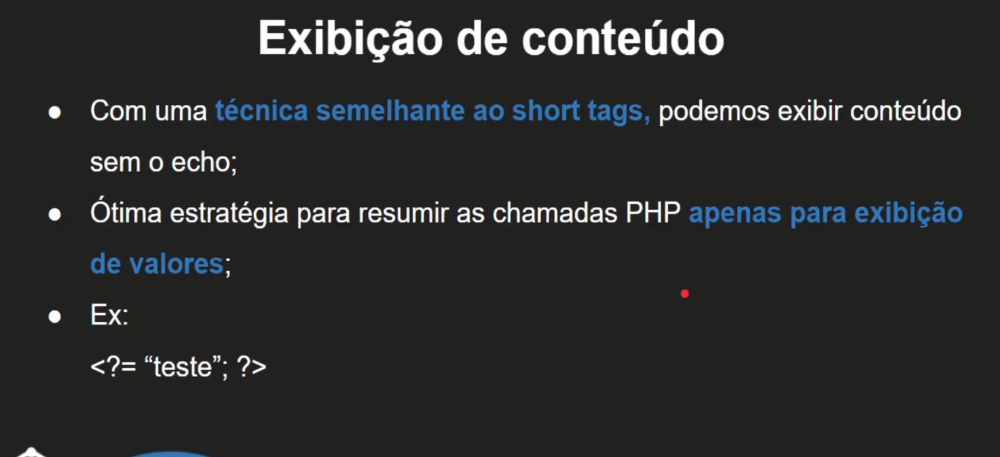 Exibição de conteúdo
● Com uma técnica semelhante ao short tags, podemos exibir conteúdo
sem o echo;
● Ótima estratégia para resumir as chamadas PHP apenas para exibição
de valores;
● Ex:
<?= “teste”; ?>